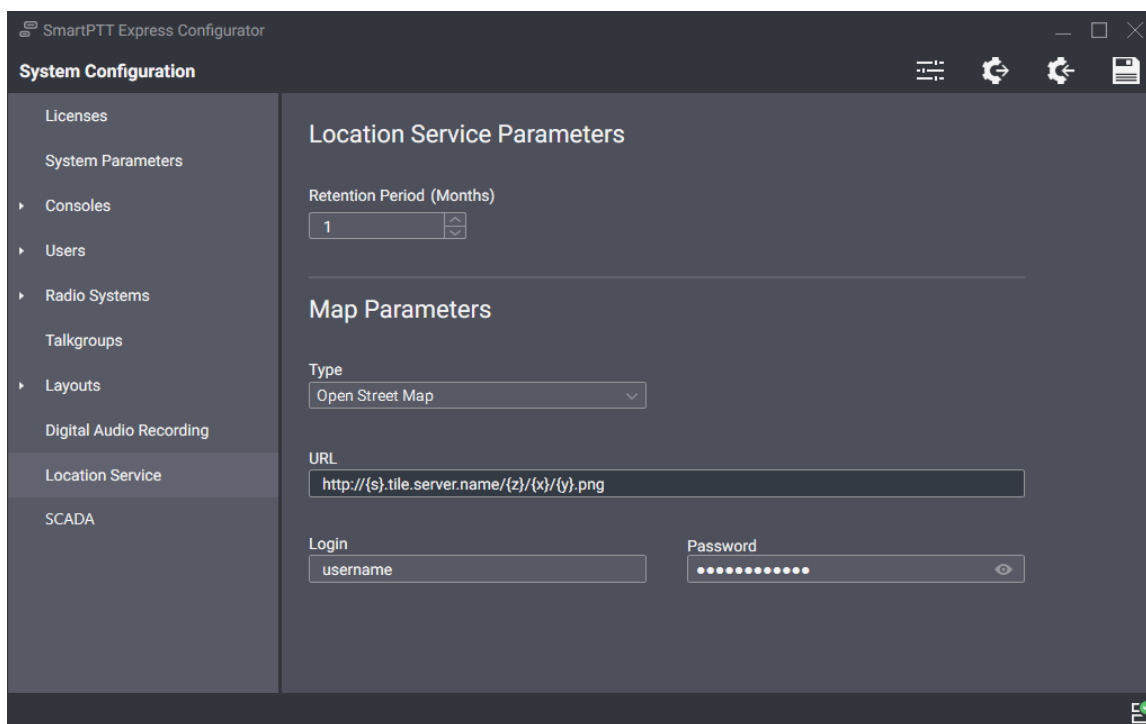 SmartPTT Express Configurator
System Configuration
Licenses
System Parameters
Consoles
Users
Radio Systems
Talkgroups
Layouts
Digital Audio Recording
Location Service
SCADA
Location Service Parameters
Retention Period (Months)
1
Map Parameters
Type
Open Street Map
URL
http://{s}.tile.server.name/{z}/{x}/{y}.png
Login
username
Password
••••••••••••